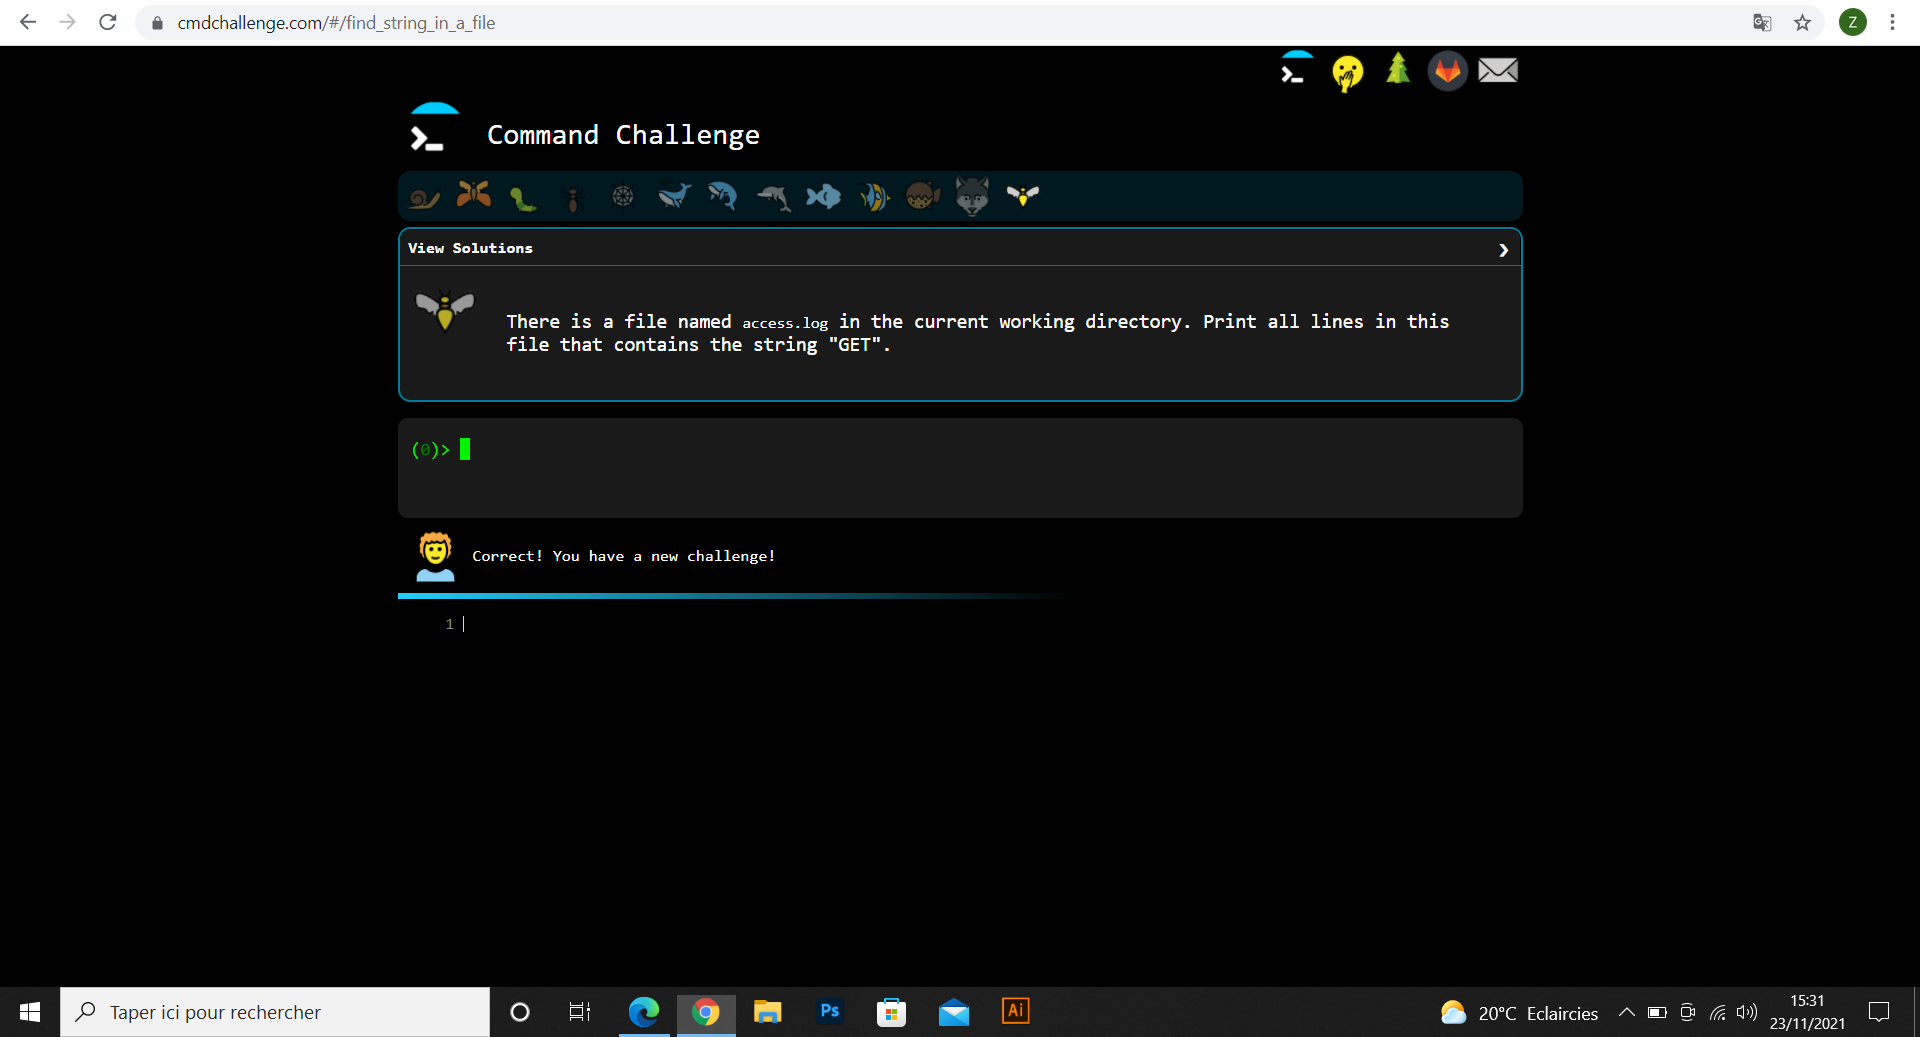 cmdchallenge.com/#/find_string_in_a_file
Z
Command Challenge
View Solutions
There is a file named access.log in the current working directory. Print all lines in this
file that contains the string "GET".
(0)>
Correct! You have a new challenge!
1
Taper ici pour rechercher
Ps
Ai
20°C Eclaircies
15:31
23/11/2021